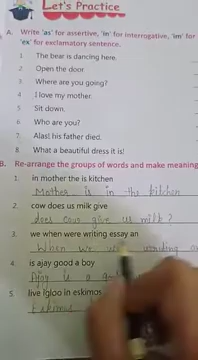 Let's Practice
A. Write 'as' for assertive, 'in' for interrogative, 'im' for
'ex' for exclamatory sentence.
1. The bear is dancing here.
2. Open the door
3. Where are you going?
4. I love my mother.
5. Sit down.
6. Who are you?
7. Alas! his father died.
8. What a beautiful dress it is!
B. Re-arrange the groups of words and make meaning
1. in mother the is kitchen
Mother is in the kitchen
2. cow does us milk give
does cow give us milk?
3. we when were writing essay an
When we
4. is ajay good a boy
Ajay is a
5. live igloo in eskimos
Eskimos